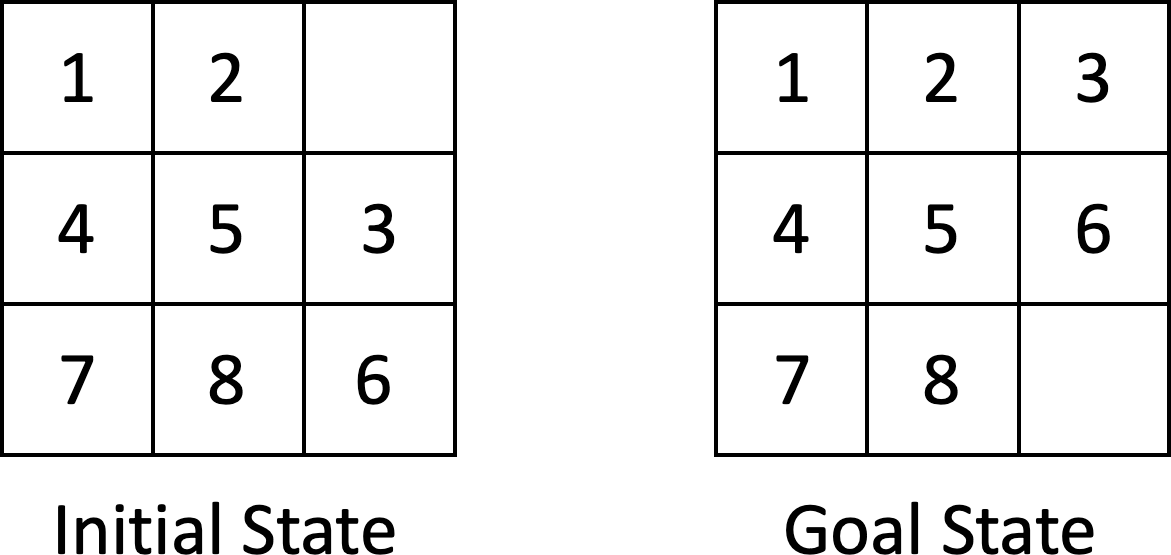 1 2
4 5 3
7 8 6
Initial State
1 2 3
4 5 6
7 8
Goal State